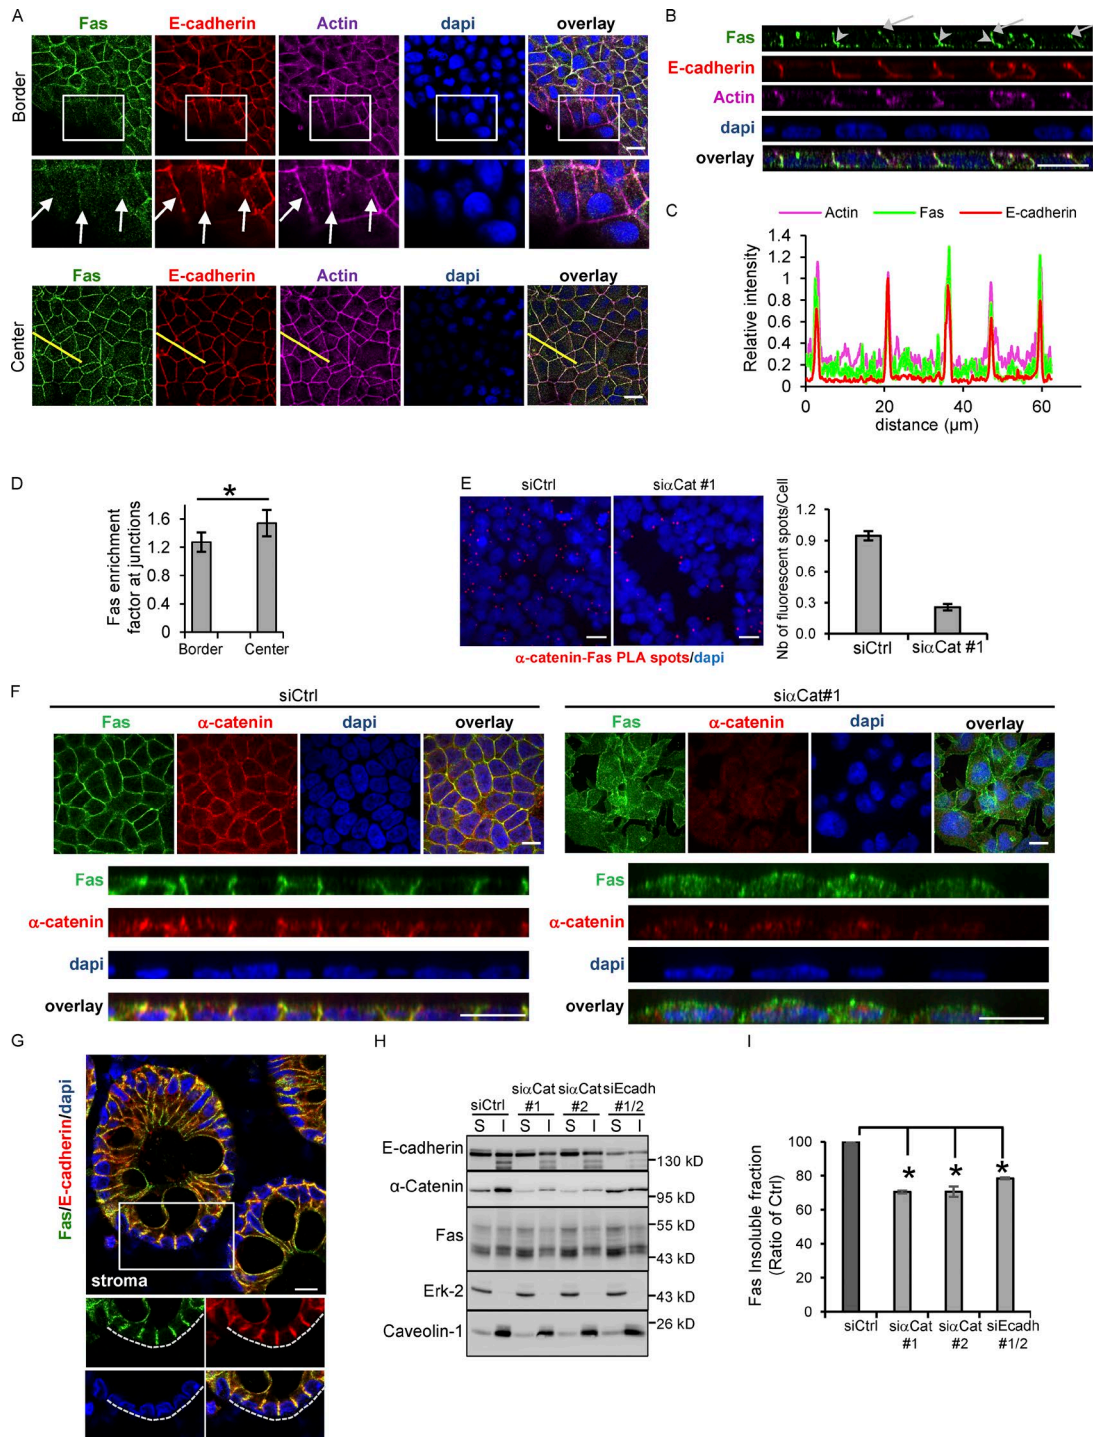 A
Fas E-cadherin Actin dapi overlay
Border
Fas E-cadherin Actin dapi overlay
Center
B
Fas
E-cadherin
Actin
dapi
overlay
C
Actin Fas E-cadherin
Relative intensity
1.4
1.2
1
0.8
0.6
0.4
0.2
0
0 20 40 60
distance (µm)
D
*
Fas enrichment
factor at junctions
1.6
1.2
0.8
0.4
0
Border Center
E
siCtrl siαCat #1
α-catenin-Fas PLA spots/dapi
Nb of fluorescent spots/Cell
1.2
0.9
0.6
0.3
0.0
siCtrl siαCat #1
F
siCtrl
Fas α-catenin dapi overlay
Fas
α-catenin
dapi
overlay
siαCat#1
Fas α-catenin dapi overlay
Fas
α-catenin
dapi
overlay
G
Fas/E-cadherin/dapi
stroma
H
siCtrl siαCat #1 siαCat #2 siEcadh #1/2
S I S I S I S I
E-cadherin
130 kD
α-Catenin
95 kD
Fas
55 kD
43 kD
Erk-2
43 kD
Caveolin-1
26 kD
I
Fas Insoluble fraction
(Ratio of Ctrl)
100
80
60
40
20
0
* * *
siCtrl siαCat #1 siαCat #2 siEcadh #1/2